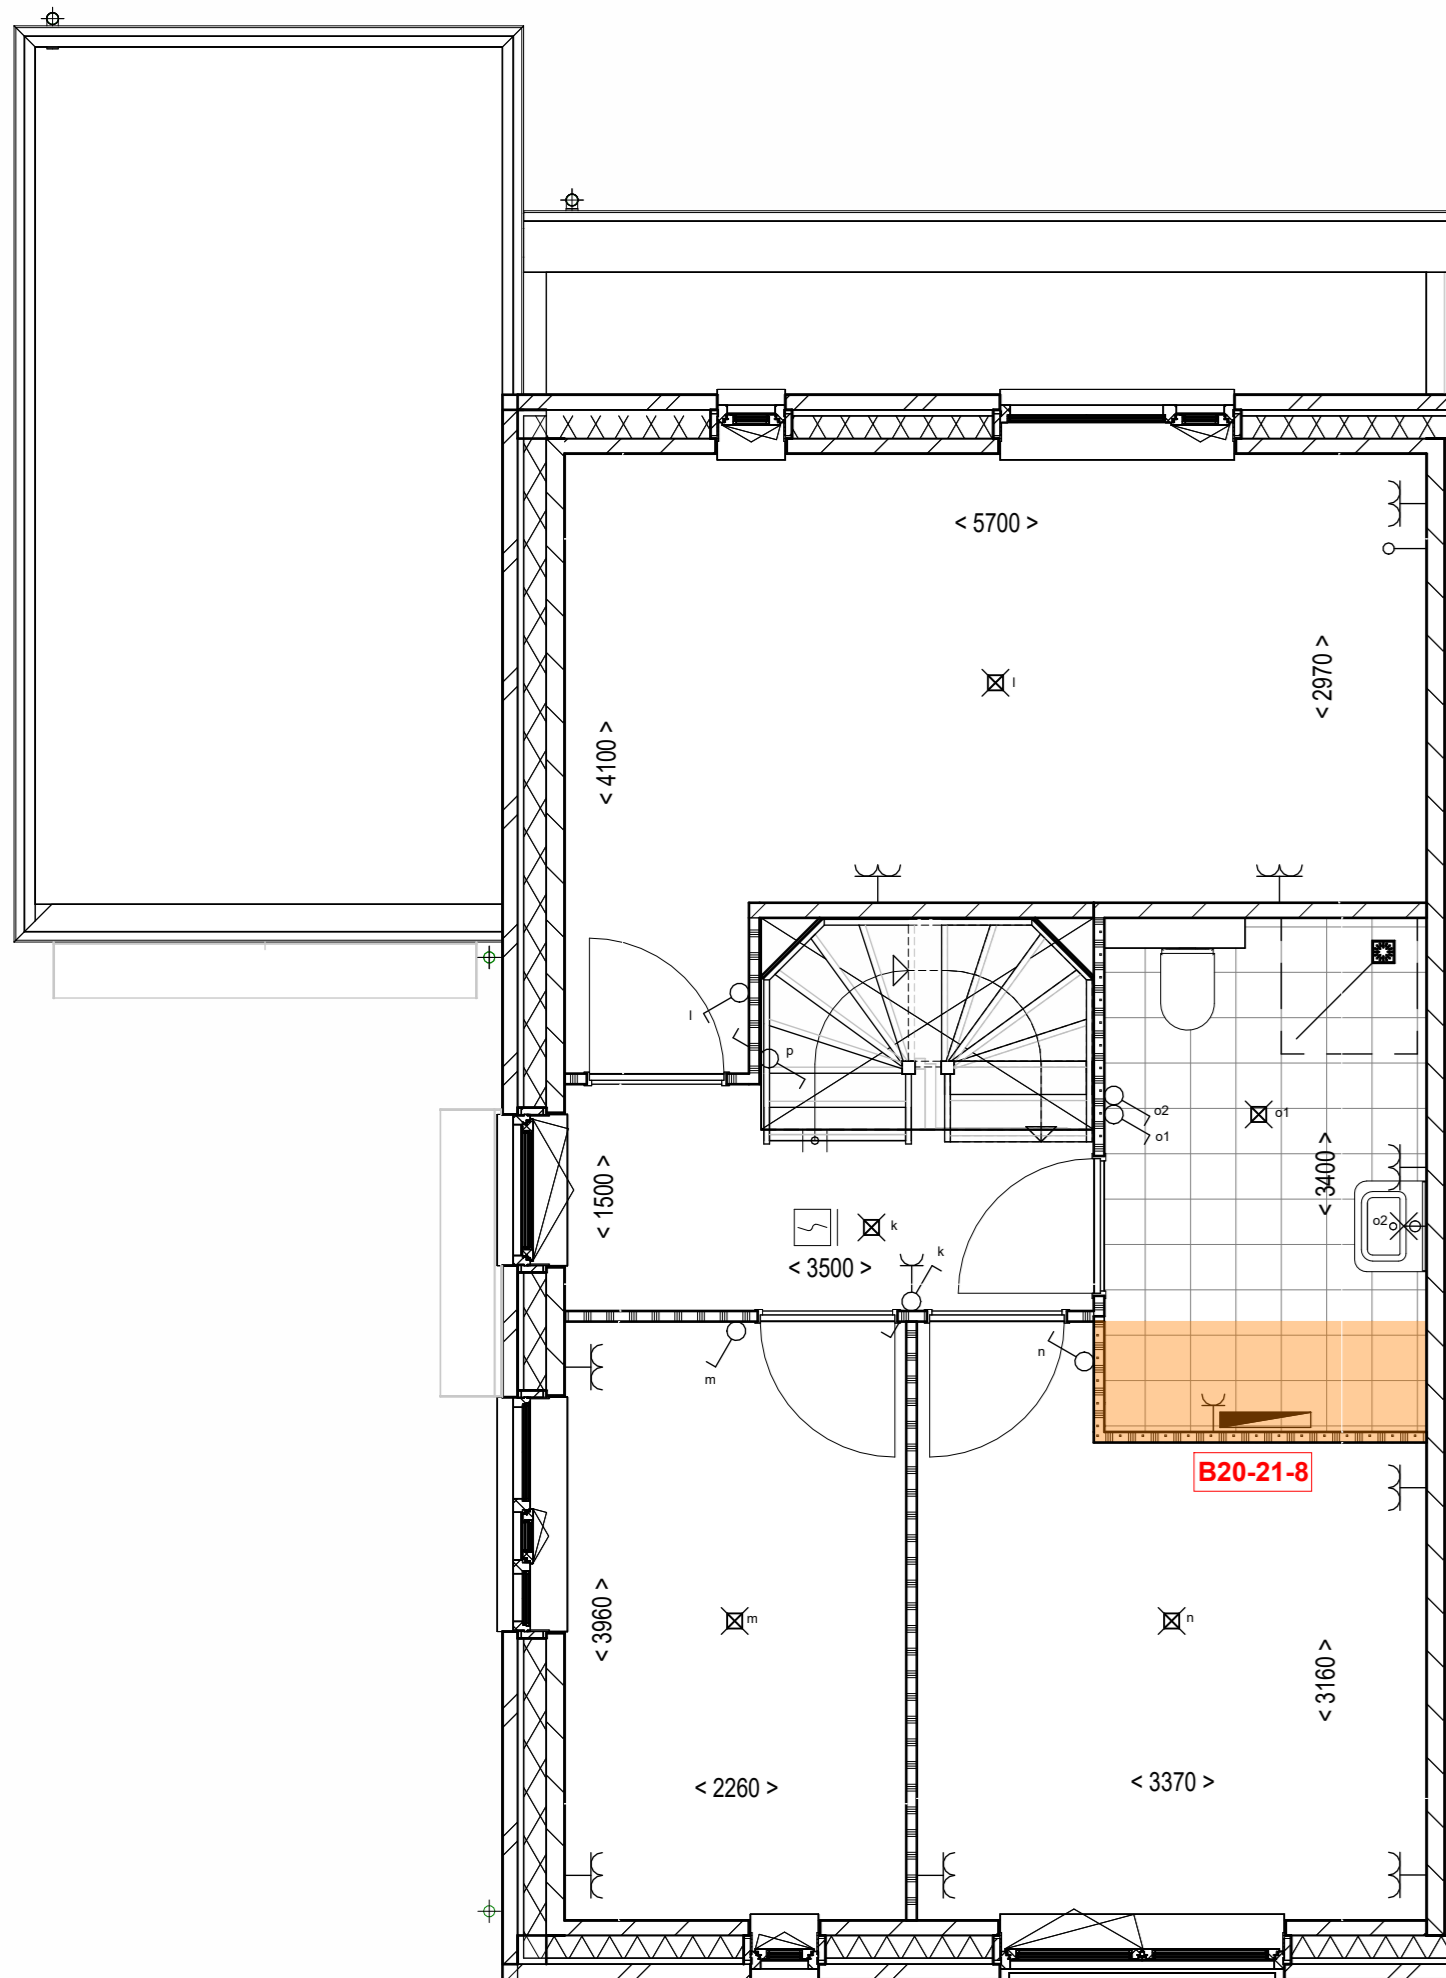 < 5700 >
< 2970 >
l
< 4100 >
l
p
o2
o1
o1
< 3400 >
< 1500 >
o2
k
k
< 3500 >
n
m
B20-21-8
< 3960 >
m
n
< 3160 >
< 2260 >
< 3370 >